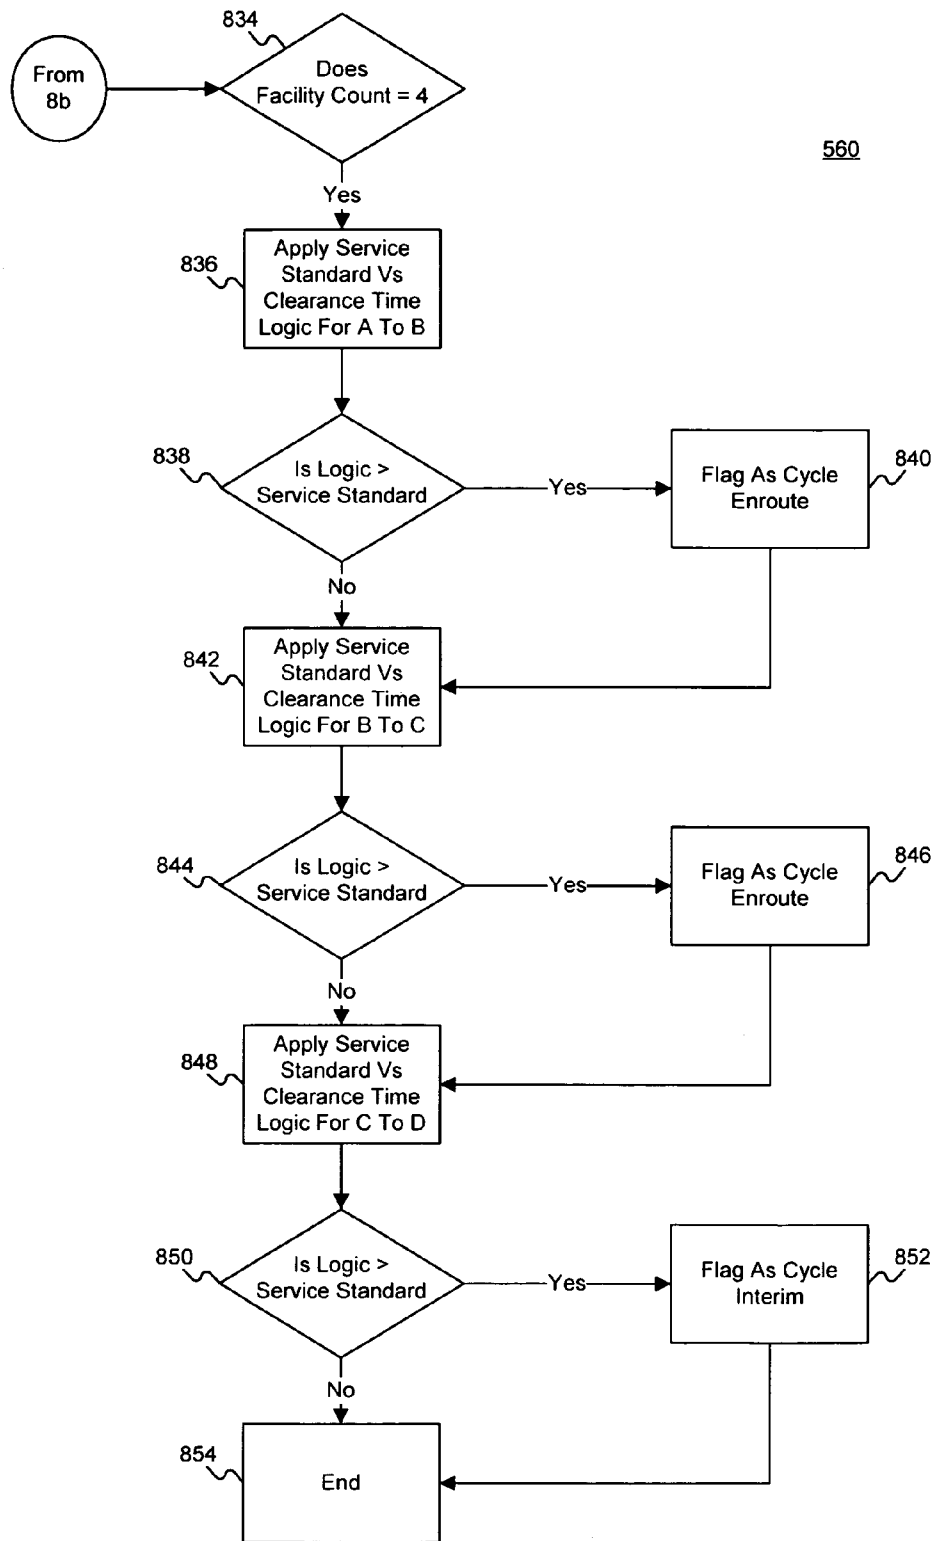 834
From
8b
Does
Facility Count = 4
560
Yes
836
Apply Service
Standard Vs
Clearance Time
Logic For A To B
838
Is Logic >
Service Standard
Yes
Flag As Cycle
Enroute
840
No
842
Apply Service
Standard Vs
Clearance Time
Logic For B To C
844
Is Logic >
Service Standard
Yes
Flag As Cycle
Enroute
846
No
848
Apply Service
Standard Vs
Clearance Time
Logic For C To D
850
Is Logic >
Service Standard
Yes
Flag As Cycle
Interim
852
No
854
End